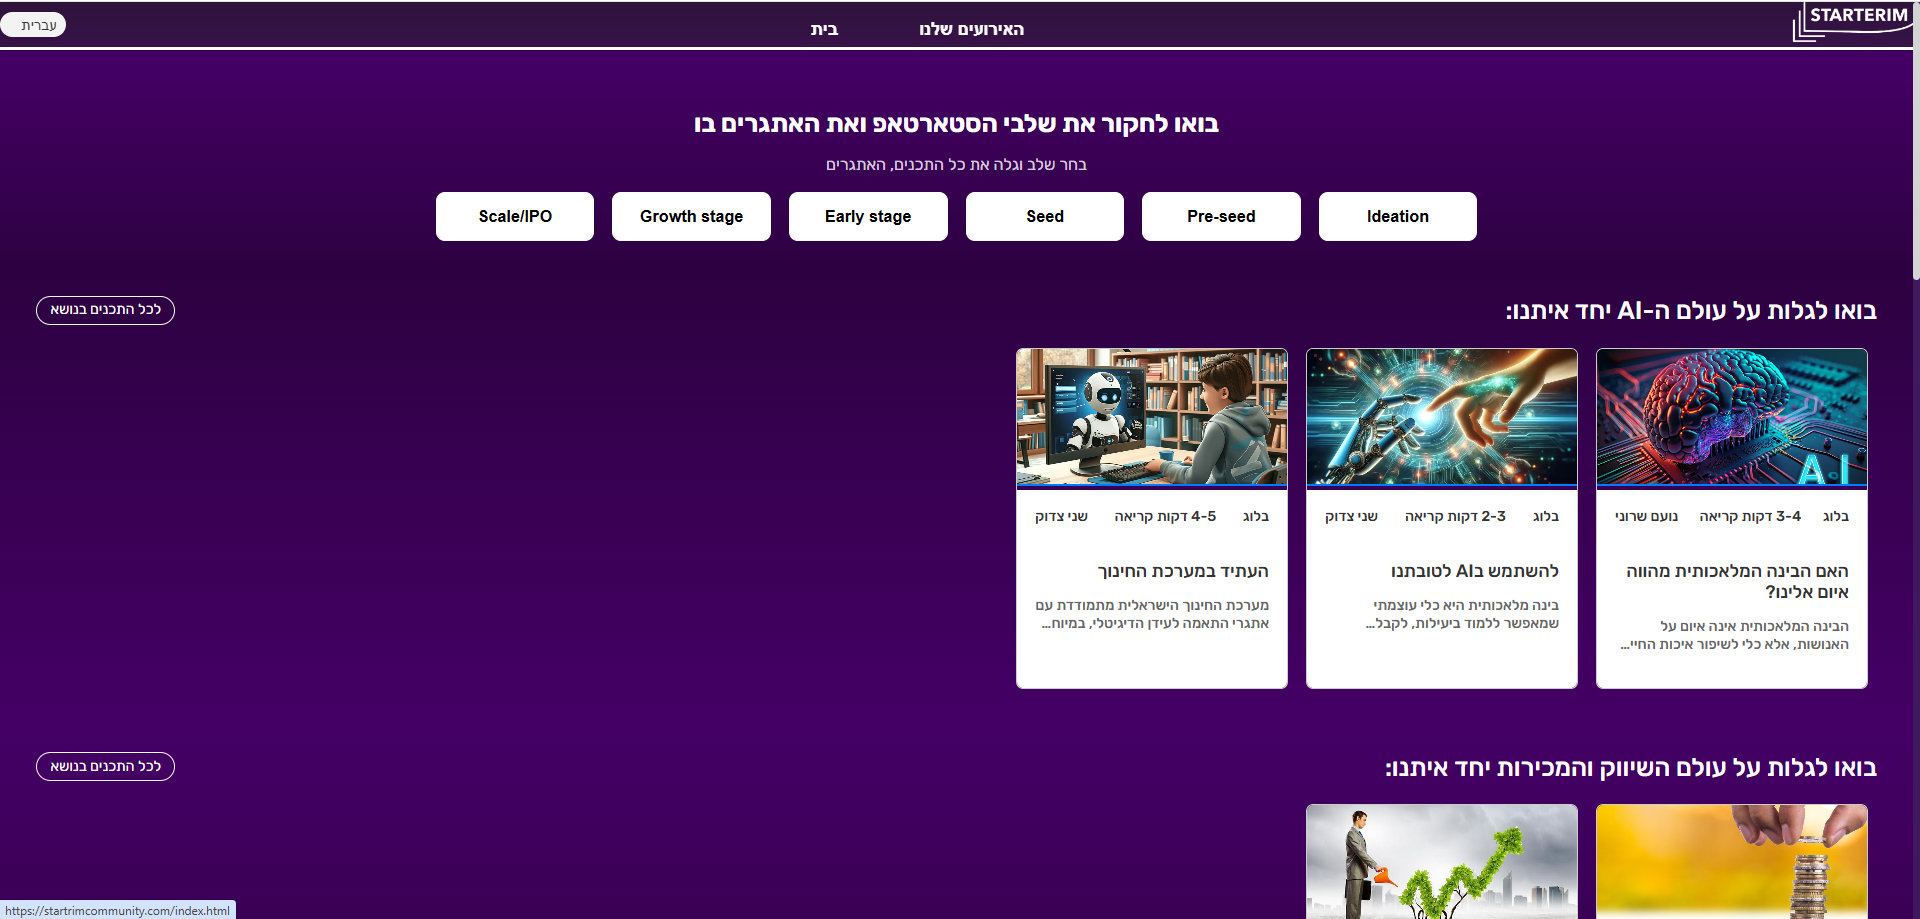 STARTERIM
האירועים שלנו
בית
עברית
בואו לחקור את שלבי הסטארטאפ ואת האתגרים בו
בחר שלב וגלה את כל התכנים, האתגרים
Ideation
Pre-seed
Seed
Early stage
Growth stage
Scale/IPO
בואו לגלות על עולם ה-AI יחד איתנו:
לכל התכנים בנושא
AI
בלוג
3-4 דקות קריאה
נועם שרוני
האם הבינה המלאכותית מהווה
איום אלינו?
הבינה המלאכותית אינה איום על
האנושות, אלא כלי לשיפור איכות החיי...
בלוג
2-3 דקות קריאה
שני צדוק
להשתמש בAI לטובתנו
בינה מלאכותית היא כלי עוצמתי
שמאפשר ללמוד ביעילות, לקבל...
בלוג
4-5 דקות קריאה
שני צדוק
העתיד במערכת החינוך
מערכת החינוך הישראלית מתמודדת עם
אתגרי התאמה לעידן הדיגיטלי, במיוח...
בואו לגלות על עולם השיווק והמכירות יחד איתנו:
לכל התכנים בנושא
https://startrimcommunity.com/index.html